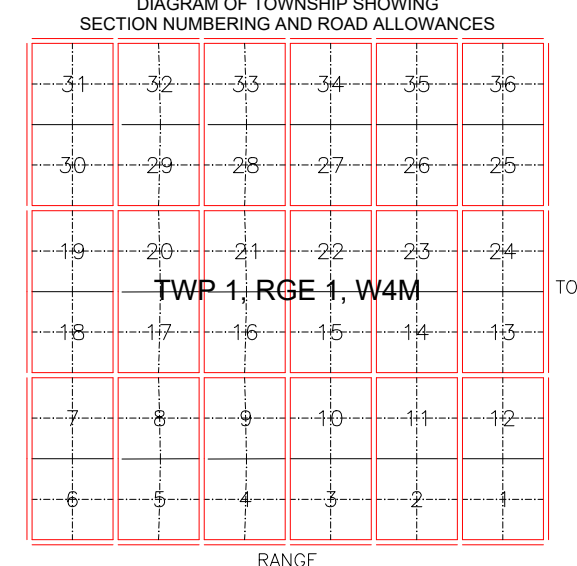 DIAGRAM OF TOWNSHIP SHOWING
SECTION NUMBERING AND ROAD ALLOWANCES
31 32 33 34 35 36
30 29 28 27 26 25
19 20 21 22 23 24
TWP 1, RGE 1, W4M
TO
18 17 16 15 14 13
7 8 9 10 11 12
6 5 4 3 2 1
RANGE